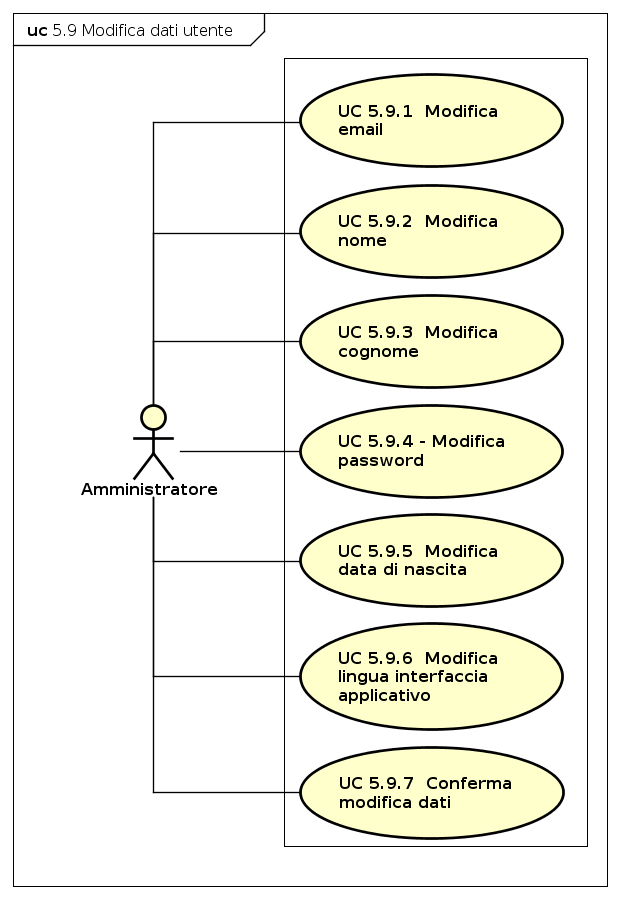 uc 5.9 Modifica dati utente
UC 5.9.1 Modifica
email
UC 5.9.2 Modifica
nome
UC 5.9.3 Modifica
cognome
UC 5.9.4 - Modifica
password
Amministratore
UC 5.9.5 Modifica
data di nascita
UC 5.9.6 Modifica
lingua interfaccia
applicativo
UC 5.9.7 Conferma
modifica dati